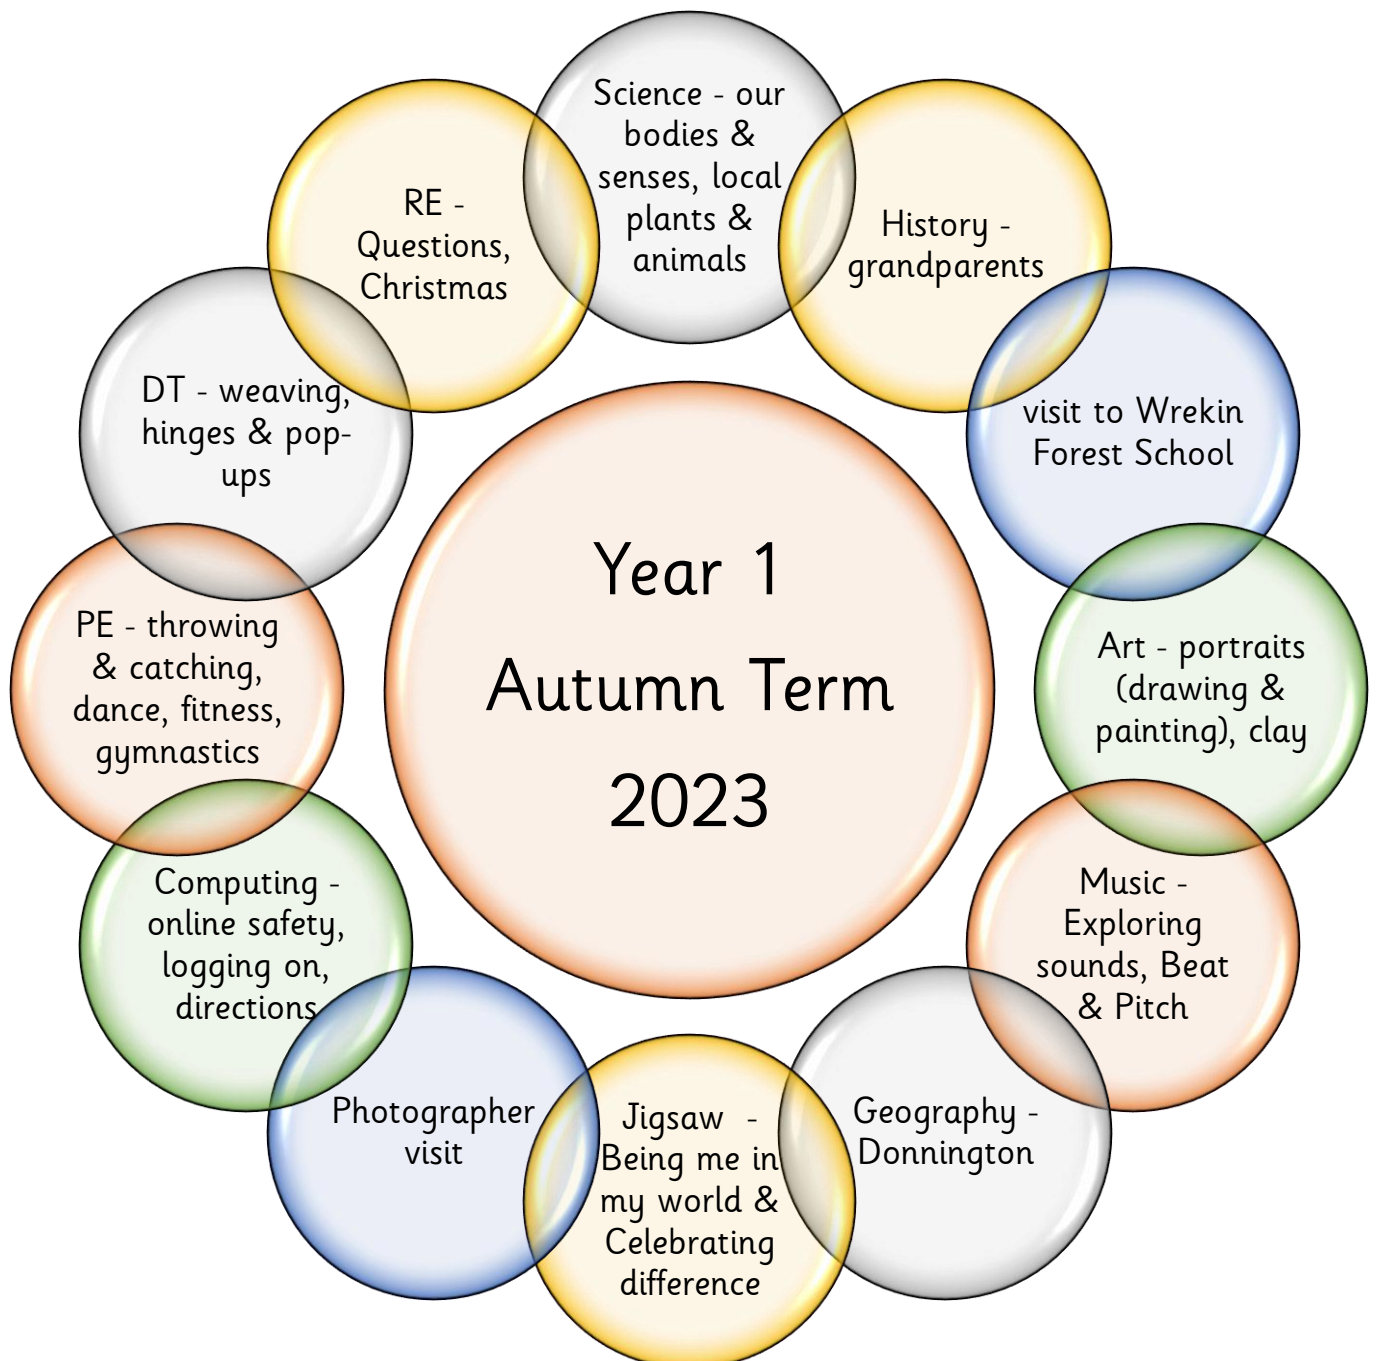 Science - our
bodies &
senses, local
plants &
animals
History -
grandparents
visit to Wrekin
Forest School
Art - portraits
(drawing &
painting), clay
Music -
Exploring
sounds, Beat
& Pitch
Geography -
Donnington
Jigsaw  -
Being me in
my world &
Celebrating
difference
Photographer
visit
Computing -
online safety,
logging on,
directions
PE - throwing
& catching,
dance, fitness,
gymnastics
DT - weaving,
hinges & pop-
ups
RE -
Questions,
Christmas
Year 1
Autumn Term
2023